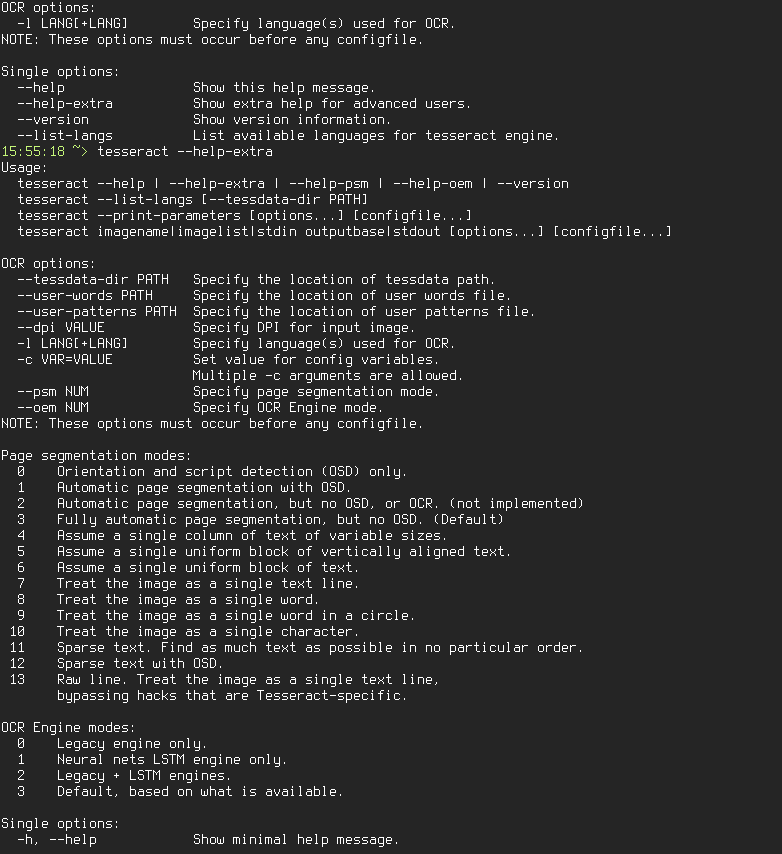 OCR options:
  -l LANG[+LANG]        Specify language(s) used for OCR.
NOTE: These options must occur before any configfile.

Single options:
  --help                Show this help message.
  --help-extra          Show extra help for advanced users.
  --version             Show version information.
  --list-langs          List available languages for tesseract engine.
15:55:18 ~> tesseract --help-extra
Usage:
  tesseract --help | --help-extra | --help-psm | --help-oem | --version
  tesseract --list-langs [--tessdata-dir PATH]
  tesseract --print-parameters [options...] [configfile...]
  tesseract imagename|imagelist|stdin outputbase|stdout [options...] [configfile...]

OCR options:
  --tessdata-dir PATH   Specify the location of tessdata path.
  --user-words PATH     Specify the location of user words file.
  --user-patterns PATH  Specify the location of user patterns file.
  --dpi VALUE           Specify DPI for input image.
  -l LANG[+LANG]        Specify language(s) used for OCR.
  -c VAR=VALUE          Set value for config variables.
                        Multiple -c arguments are allowed.
  --psm NUM             Specify page segmentation mode.
  --oem NUM             Specify OCR Engine mode.
NOTE: These options must occur before any configfile.

Page segmentation modes:
  0    Orientation and script detection (OSD) only.
  1    Automatic page segmentation with OSD.
  2    Automatic page segmentation, but no OSD, or OCR. (not implemented)
  3    Fully automatic page segmentation, but no OSD. (Default)
  4    Assume a single column of text of variable sizes.
  5    Assume a single uniform block of vertically aligned text.
  6    Assume a single uniform block of text.
  7    Treat the image as a single text line.
  8    Treat the image as a single word.
  9    Treat the image as a single word in a circle.
 10    Treat the image as a single character.
 11    Sparse text. Find as much text as possible in no particular order.
 12    Sparse text with OSD.
 13    Raw line. Treat the image as a single text line,
       bypassing hacks that are Tesseract-specific.

OCR Engine modes:
  0    Legacy engine only.
  1    Neural nets LSTM engine only.
  2    Legacy + LSTM engines.
  3    Default, based on what is available.

Single options:
  -h, --help            Show minimal help message.